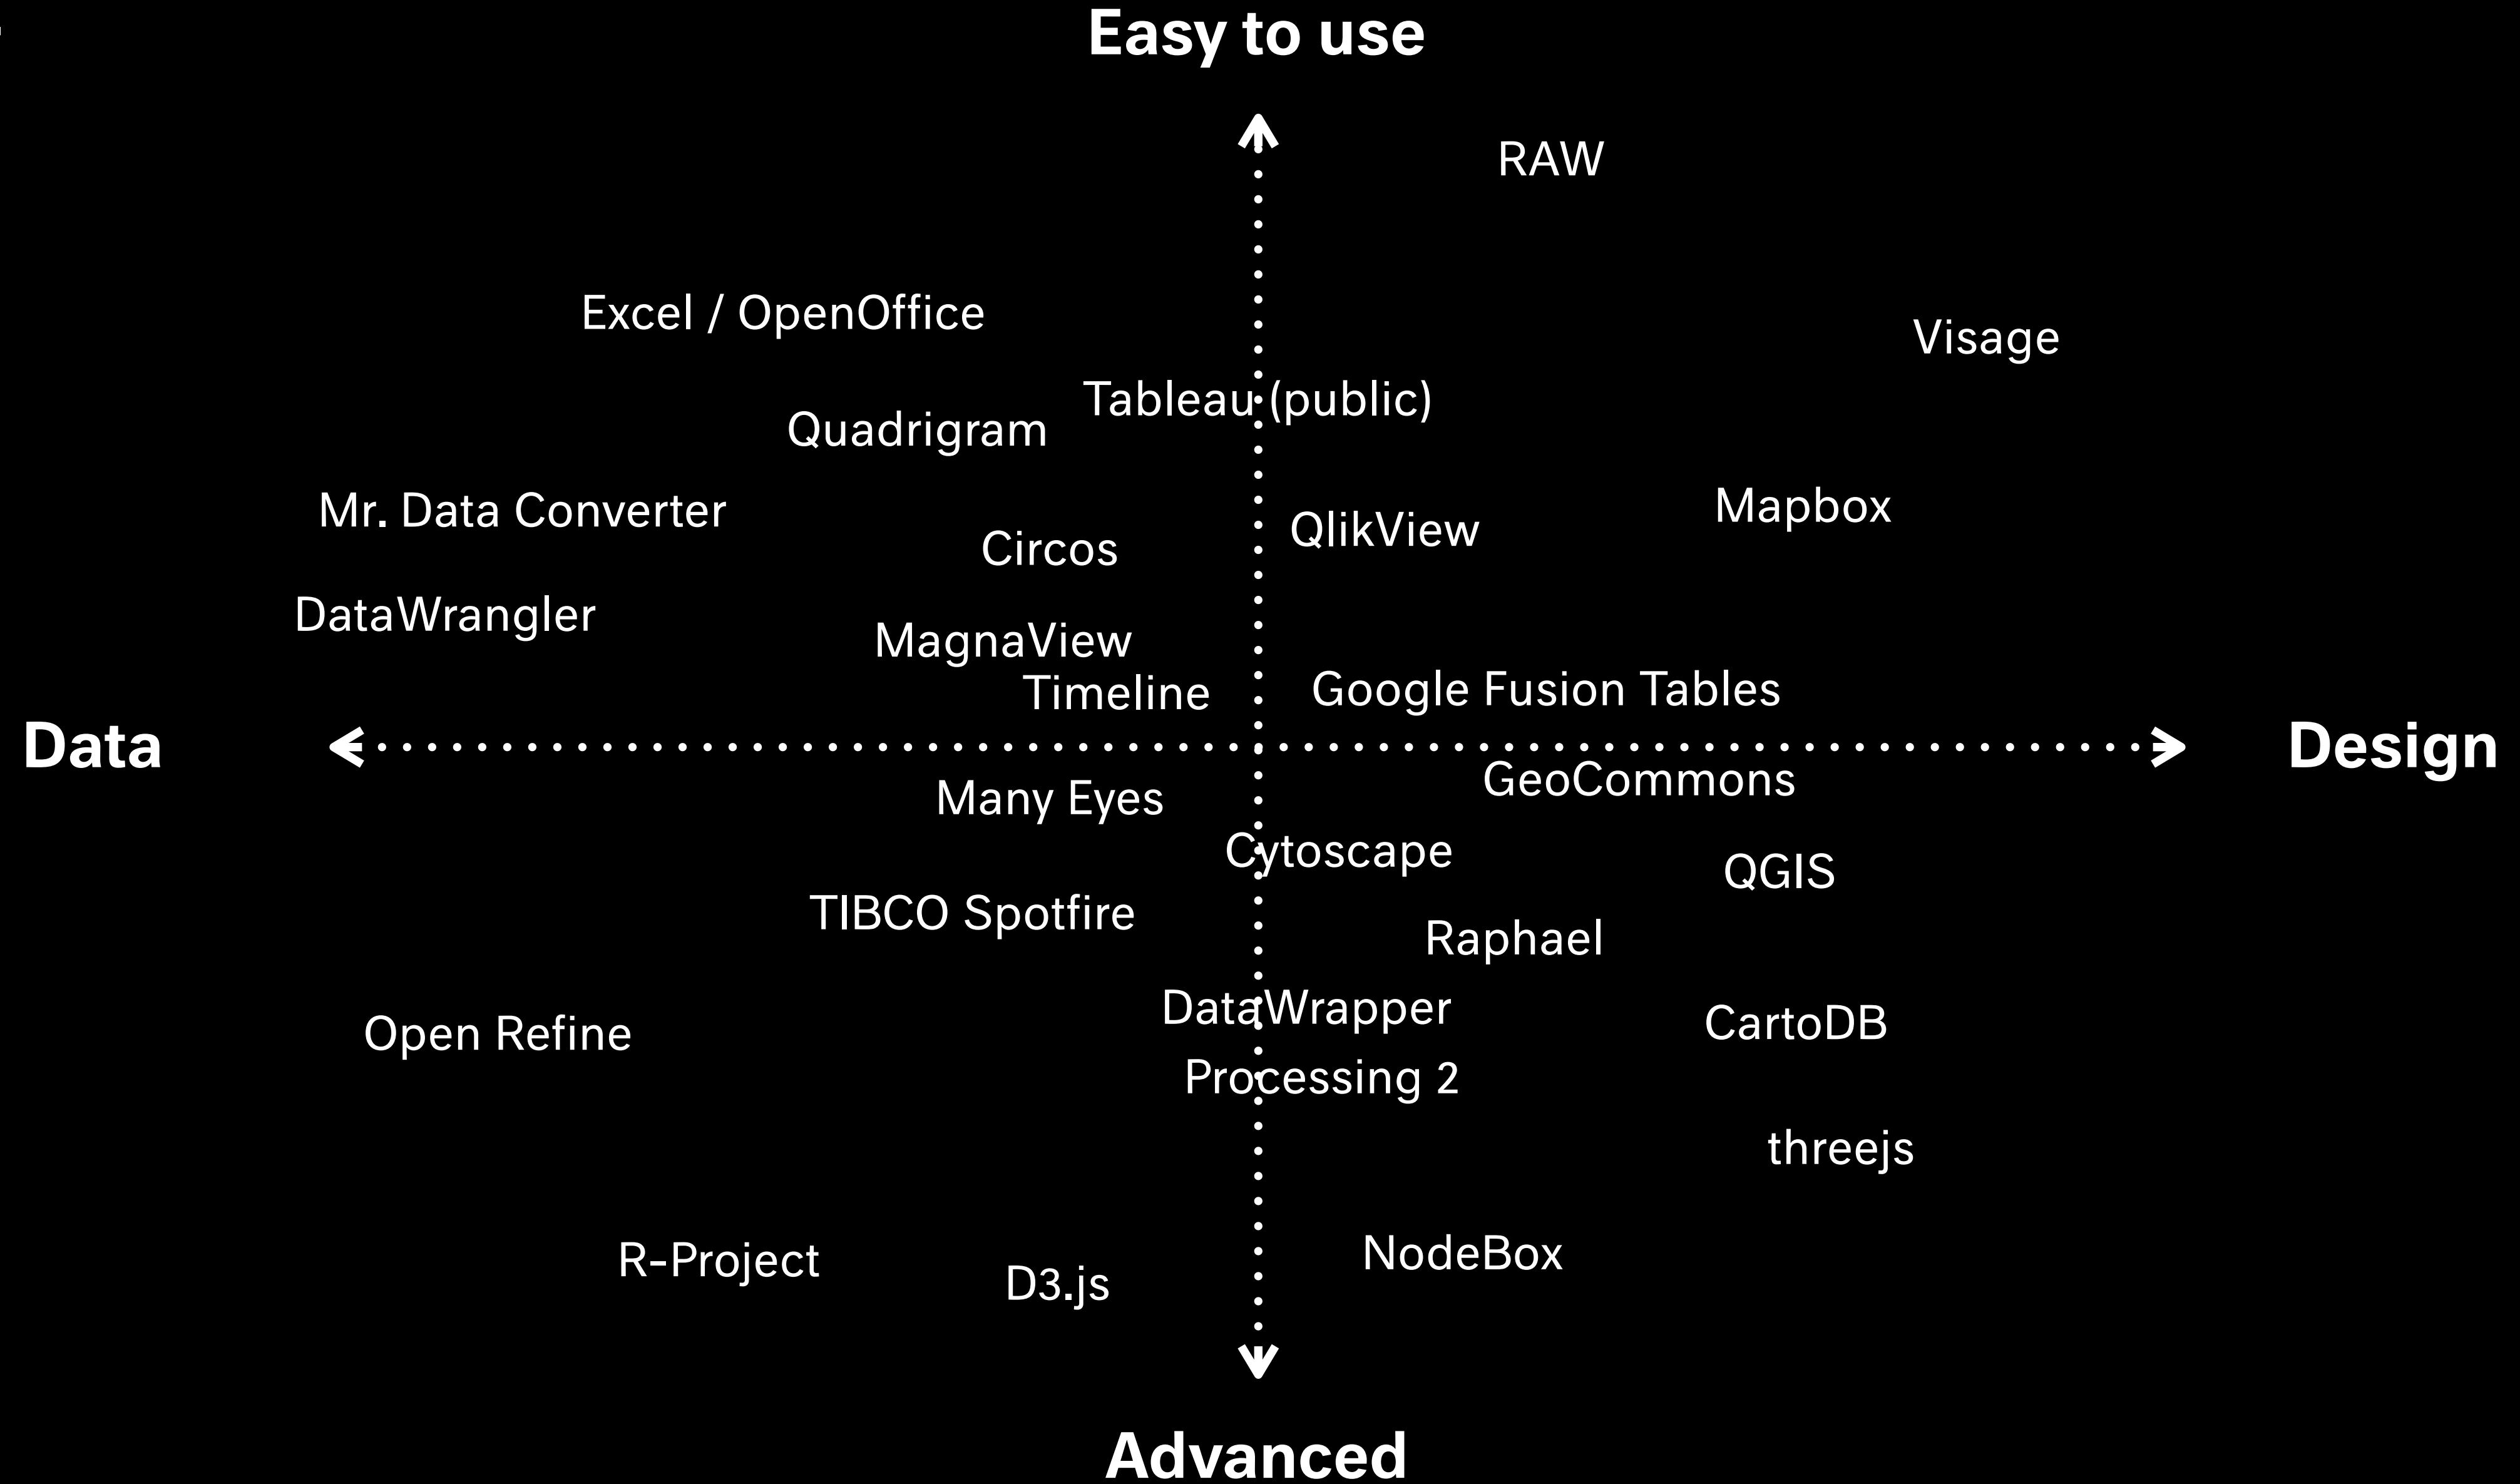 Easy to use
RAW
Excel / OpenOffice
Visage
Tableau (public)
Quadrigram
Mr. Data Converter
Mapbox
QlikView
Circos
DataWrangler
MagnaView
Timeline
Google Fusion Tables
Data
Design
GeoCommons
Many Eyes
Cytoscape
QGIS
TIBCO Spotfire
Raphael
DataWrapper
CartoDB
Open Refine
Processing 2
threejs
NodeBox
R-Project
D3.js
Advanced